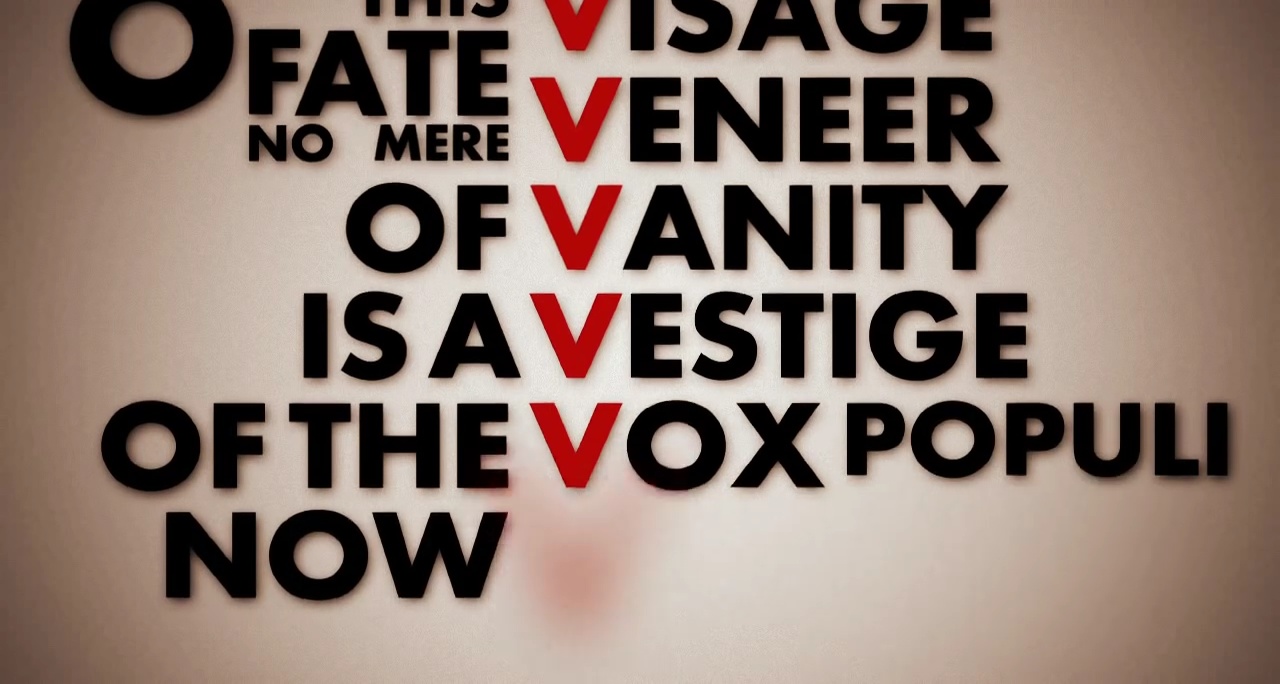 THIS VISAGE
O FATE
NO MERE VENEER
OF VANITY
IS A VESTIGE
OF THE VOX POPULI
NOW